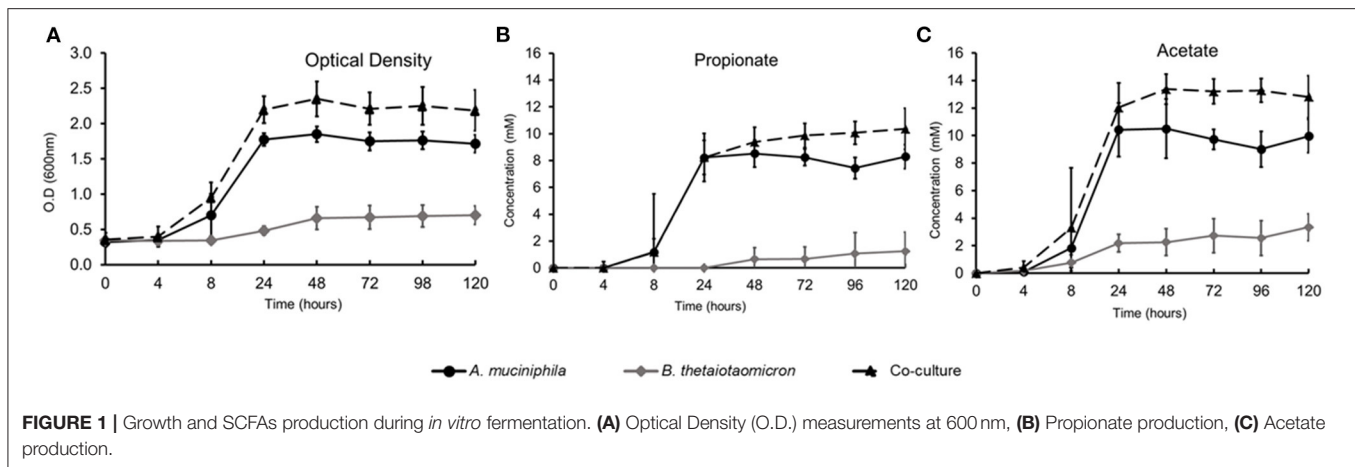 A
Optical Density
3.0
2.5
2.0
1.5
1.0
0.5
0.0
O.D (600nm)
0 4 8 24 48 72 98 120
Time (hours)
B
Propionate
16
14
12
10
8
6
4
2
0
Concentration (mM)
0 4 8 24 48 72 96 120
Time (hours)
C
Acetate
16
14
12
10
8
6
4
2
0
Concentration (mM)
0 4 8 24 48 72 96 120
Time (hours)
A. muciniphila B. thetaiotaomicron Co-culture
FIGURE 1 | Growth and SCFAs production during in vitro fermentation. (A) Optical Density (O.D.) measurements at 600 nm, (B) Propionate production, (C) Acetate
production.